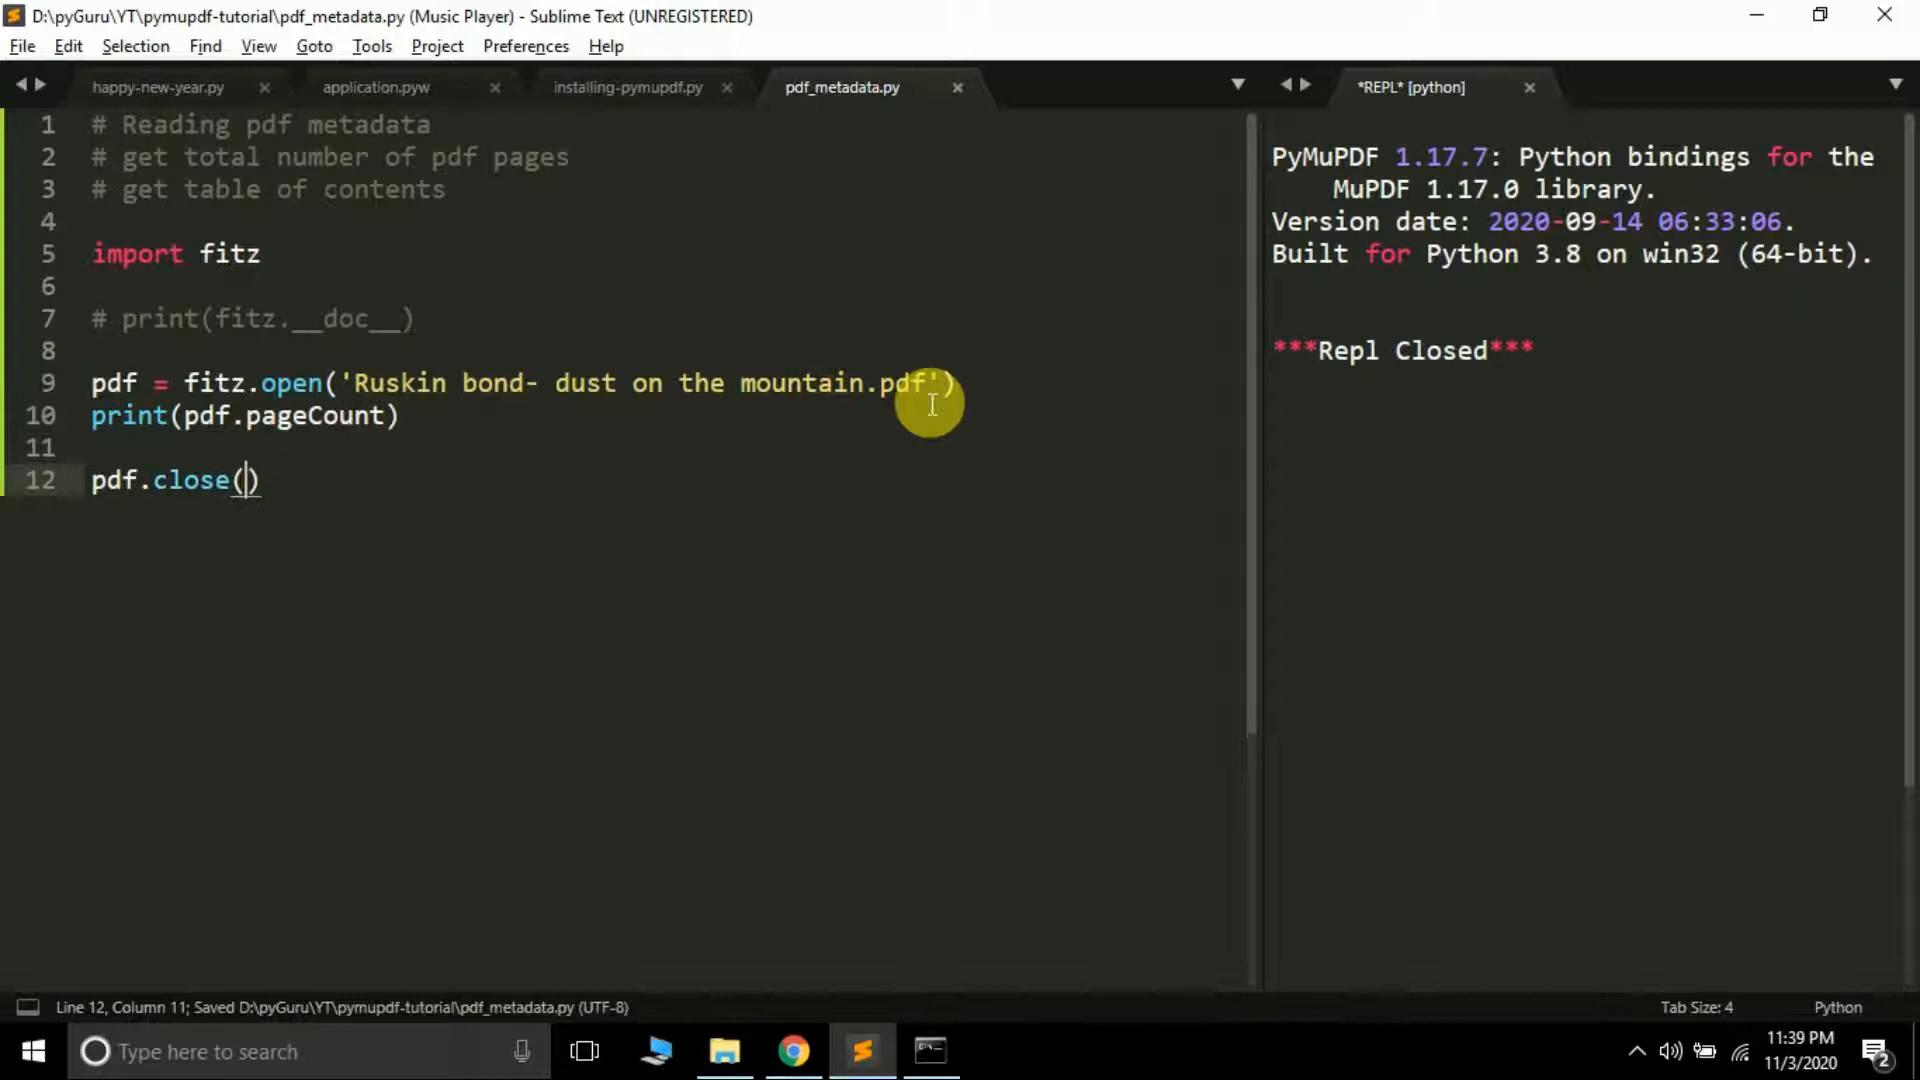 D:\pyGuru\YT\pymupdf-tutorial\pdf_metadata.py (Music Player) - Sublime Text (UNREGISTERED)
File Edit Selection Find View Goto Tools Project Preferences Help
happy-new-year.py application.pyw installing-pymupdf.py pdf_metadata.py
*REPL* [python]
1 # Reading pdf metadata
2 # get total number of pdf pages
3 # get table of contents
4
5 import fitz
6
7 # print(fitz.__doc__)
8
9 pdf = fitz.open('Ruskin bond- dust on the mountain.pdf')
10 print(pdf.pageCount)
11
12 pdf.close()
PyMuPDF 1.17.7: Python bindings for the
MuPDF 1.17.0 library.
Version date: 2020-09-14 06:33:06.
Built for Python 3.8 on win32 (64-bit).
***Repl Closed***
Line 12, Column 11; Saved D:\pyGuru\YT\pymupdf-tutorial\pdf_metadata.py (UTF-8)
Tab Size: 4 Python
Type here to search
11:39 PM
11/3/2020
2